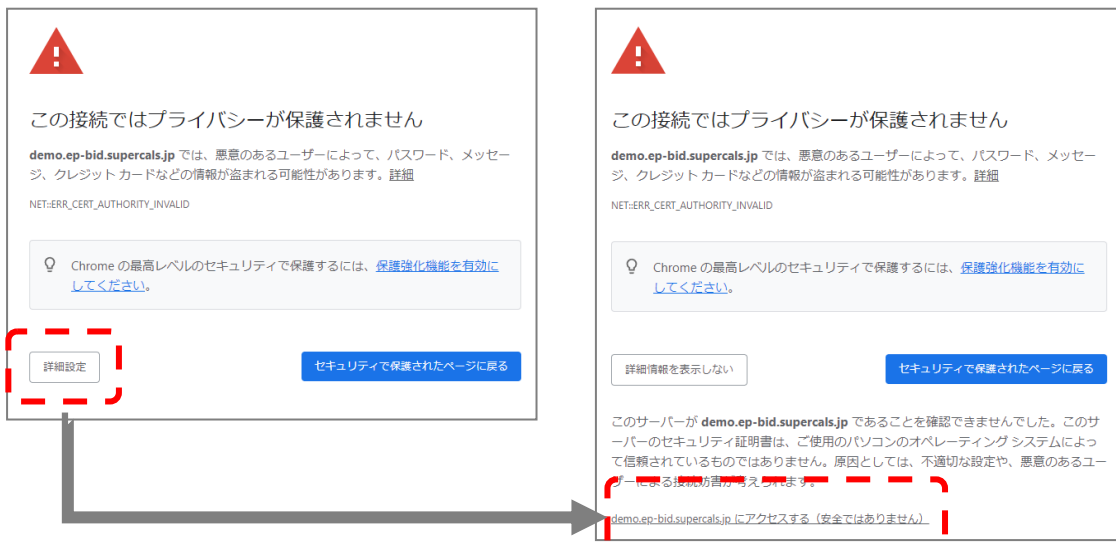 この接続ではプライバシーが保護されません
demo.ep-bid.supercals.jp では、悪意のあるユーザーによって、パスワード、メッセー
ジ、クレジット カードなどの情報が盗まれる可能性があります。詳細
NET::ERR_CERT_AUTHORITY_INVALID
Chrome の最高レベルのセキュリティで保護するには、保護強化機能を有効に
してください。
詳細設定
セキュリティで保護されたページに戻る
この接続ではプライバシーが保護されません
demo.ep-bid.supercals.jp では、悪意のあるユーザーによって、パスワード、メッセー
ジ、クレジット カードなどの情報が盗まれる可能性があります。詳細
NET::ERR_CERT_AUTHORITY_INVALID
Chrome の最高レベルのセキュリティで保護するには、保護強化機能を有効に
してください。
詳細情報を表示しない
セキュリティで保護されたページに戻る
このサーバーが demo.ep-bid.supercals.jp であることを確認できませんでした。このサ
ーバーのセキュリティ証明書は、ご使用のパソコンのオペレーティング システムによっ
て信頼されているものではありません。原因としては、不適切な設定や、悪意のあるユー
ザーによる接続妨害が考えられます。
demo.ep-bid.supercals.jp にアクセスする（安全ではありません）